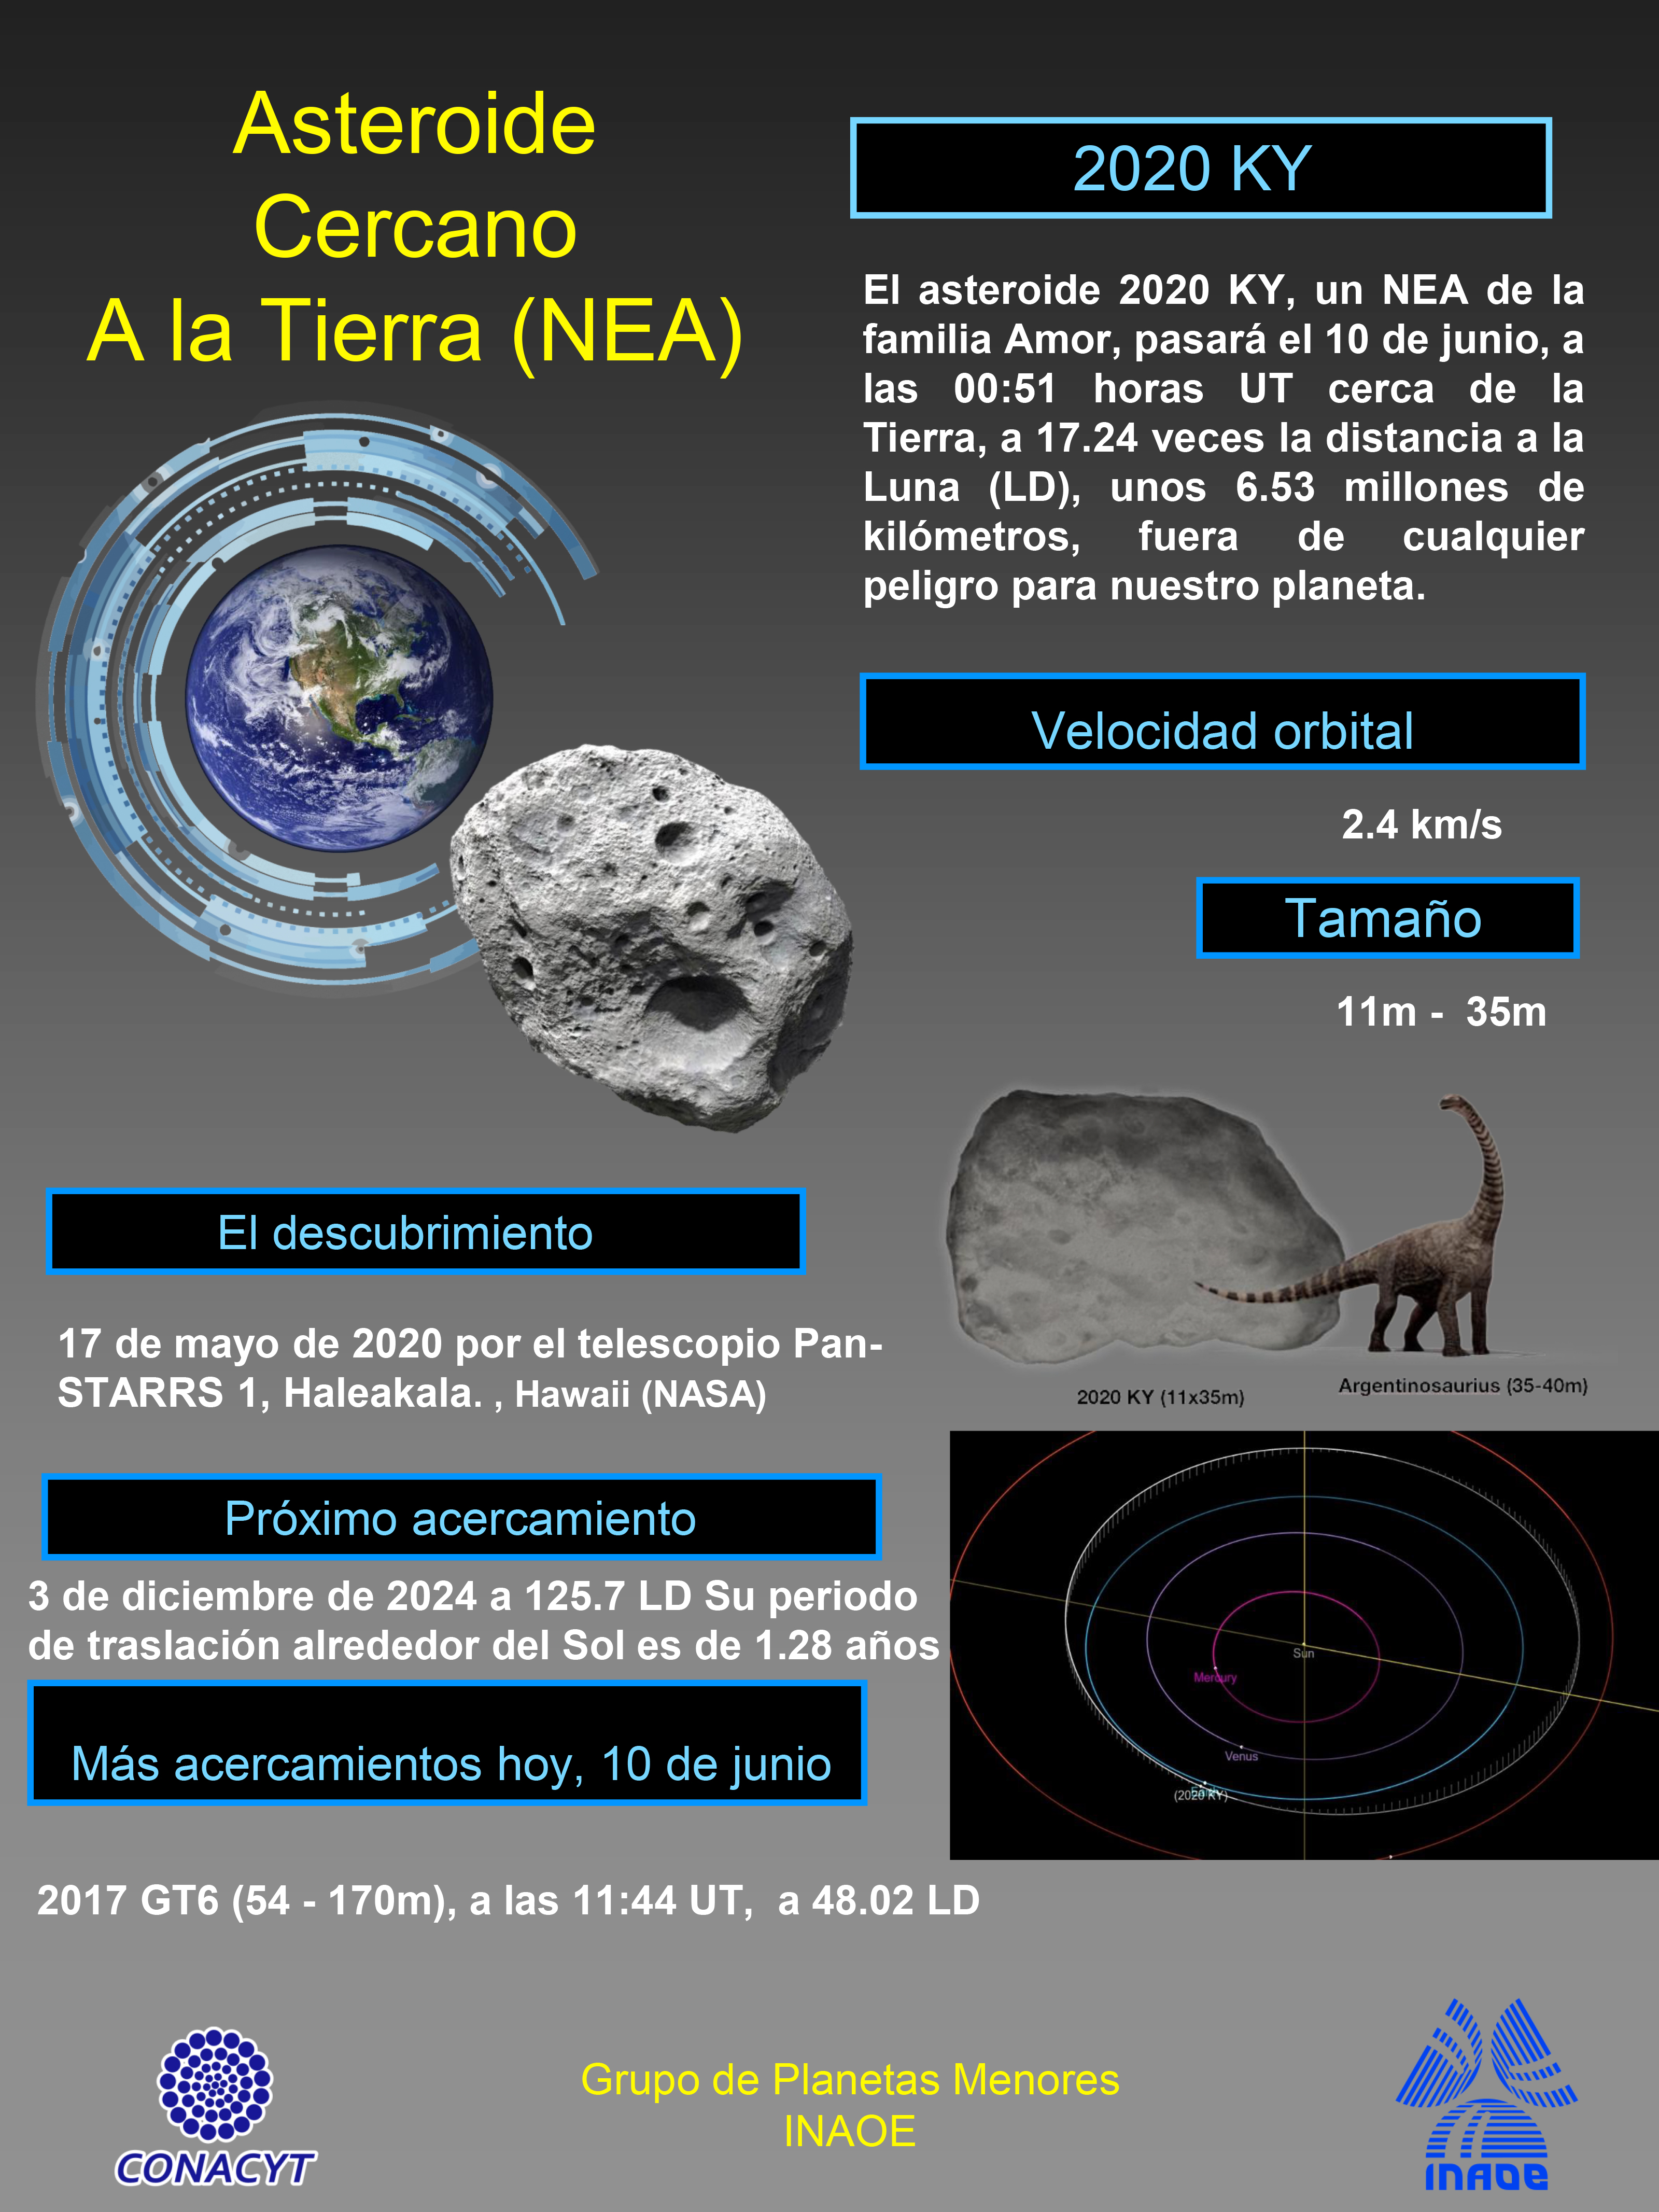 Asteroide
Cercano
A la Tierra (NEA)
2020 KY
El asteroide 2020 KY, un NEA de la
familia Amor, pasará el 10 de junio, a
las 00:51 horas UT cerca de la
Tierra, a 17.24 veces la distancia a la
Luna (LD), unos 6.53 millones de
kilómetros, fuera de cualquier
peligro para nuestro planeta.
Velocidad orbital
2.4 km/s
Tamaño
11m - 35m
2020 KY (11x35m)
Argentinosaurius (35-40m)
El descubrimiento
17 de mayo de 2020 por el telescopio Pan-
STARRS 1, Haleakala. , Hawaii (NASA)
Próximo acercamiento
3 de diciembre de 2024 a 125.7 LD Su periodo
de traslación alrededor del Sol es de 1.28 años
Sun
Mercury
Venus
Earth
(2020 KY)
Más acercamientos hoy, 10 de junio
2017 GT6 (54 - 170m), a las 11:44 UT, a 48.02 LD
CONACYT
Grupo de Planetas Menores
INAOE
INAOE